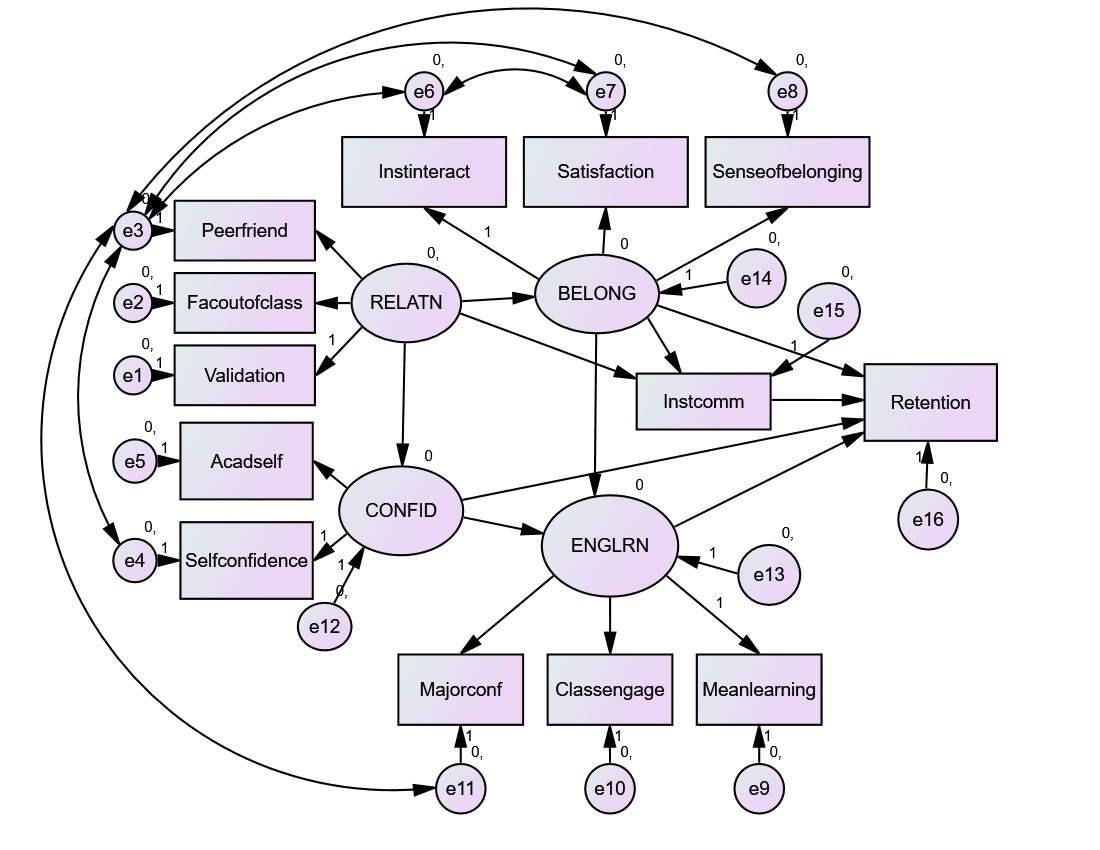 0,
0,
0,
e6
e7
e8
1
1
1
Instinteract
Satisfaction
Senseofbelonging
0,
e3
1
Peerfriend
1
0
0,
0,
e14
1
BELONG
0,
e2
1
Facoutofclass
RELATN
0,
e15
0,
e1
1
Validation
1
1
Instcomm
Retention
0,
e5
1
Acadself
0
1
0,
e16
CONFID
0
0,
e4
1
Selfconfidence
1
1
0,
e12
ENGLRN
1
0,
e13
1
Majorconf
Classengage
Meanlearning
1
0,
1
0,
1
0,
e11
e10
e9